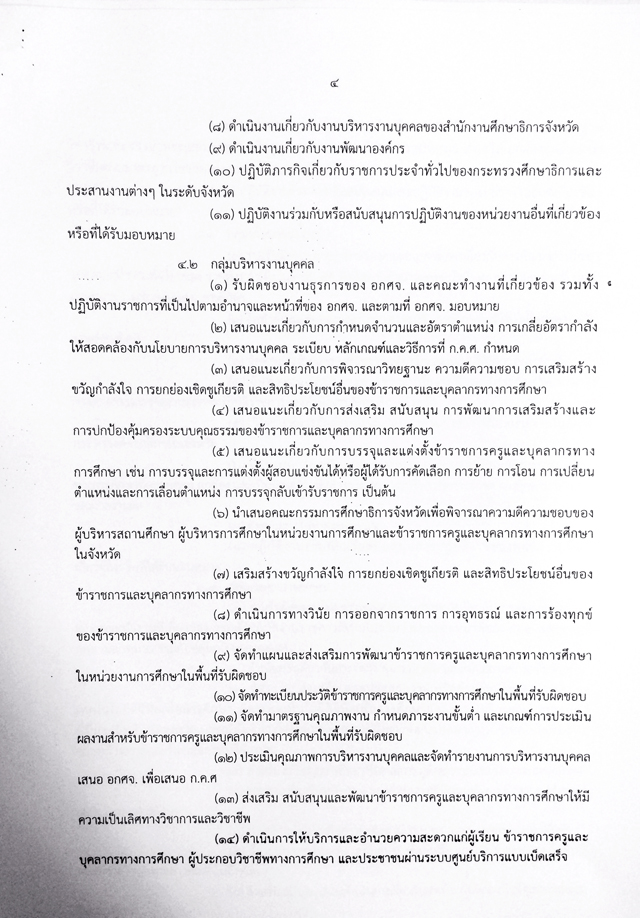 ๔
(๘) ดำเนินงานเกี่ยวกับงานบริหารงานบุคคลของสำนักงานศึกษาธิการจังหวัด
(๙) ดำเนินงานเกี่ยวกับงานพัฒนาองค์กร
(๑๐) ปฏิบัติภารกิจเกี่ยวกับราชการประจำทั่วไปของกระทรวงศึกษาธิการและ
ประสานงานต่างๆ ในระดับจังหวัด
(๑๑) ปฏิบัติงานร่วมกับหรือสนับสนุนการปฏิบัติงานของหน่วยงานอื่นที่เกี่ยวข้อง
หรือที่ได้รับมอบหมาย
๔.๒ กลุ่มบริหารงานบุคคล
(๑) รับผิดชอบงานธุรการของ อกศจ. และคณะทำงานที่เกี่ยวข้อง รวมทั้ง
ปฏิบัติงานราชการที่เป็นไปตามอำนาจและหน้าที่ของ อกศจ. และตามที่ อกศจ. มอบหมาย
(๒) เสนอแนะเกี่ยวกับการกำหนดจำนวนและอัตราตำแหน่ง การเกลี่ยอัตรากำลัง
ให้สอดคล้องกับนโยบายการบริหารงานบุคคล ระเบียบ หลักเกณฑ์และวิธีการที่ ก.ค.ศ. กำหนด
(๓) เสนอแนะเกี่ยวกับการพิจารณาวิทยฐานะ ความดีความชอบ การเสริมสร้าง
ขวัญกำลังใจ การยกย่องเชิดชูเกียรติ และสิทธิประโยชน์อื่นของข้าราชการและบุคลากรทางการศึกษา
(๔) เสนอแนะเกี่ยวกับการส่งเสริม สนับสนุน การพัฒนาการเสริมสร้างและ
การปกป้องคุ้มครองระบบคุณธรรมของข้าราชการและบุคลากรทางการศึกษา
(๕) เสนอแนะเกี่ยวกับการบรรจุและแต่งตั้งข้าราชการครูและบุคลากรทาง
การศึกษา เช่น การบรรจุและการแต่งตั้งผู้สอบแข่งขันได้หรือผู้ได้รับการคัดเลือก การย้าย การโอน การเปลี่ยน
ตำแหน่งและการเลื่อนตำแหน่ง การบรรจุกลับเข้ารับราชการ เป็นต้น
(๖) นำเสนอคณะกรรมการศึกษาธิการจังหวัดเพื่อพิจารณาความดีความชอบของ
ผู้บริหารสถานศึกษา ผู้บริหารการศึกษาในหน่วยงานการศึกษาและข้าราชการครูและบุคลากรทางการศึกษา
ในจังหวัด
(๗) เสริมสร้างขวัญกำลังใจ การยกย่องเชิดชูเกียรติ และสิทธิประโยชน์อื่นของ
ข้าราชการและบุคลากรทางการศึกษา
(๘) ดำเนินการทางวินัย การออกจากราชการ การอุทธรณ์ และการร้องทุกข์
ของข้าราชการและบุคลากรทางการศึกษา
(๙) จัดทำแผนและส่งเสริมการพัฒนาข้าราชการครูและบุคลากรทางการศึกษา
ในหน่วยงานการศึกษาในพื้นที่รับผิดชอบ
(๑๐) จัดทำทะเบียนประวัติข้าราชการครูและบุคลากรทางการศึกษาในพื้นที่รับผิดชอบ
(๑๑) จัดทำมาตรฐานคุณภาพงาน กำหนดภาระงานขั้นต่ำ และเกณฑ์การประเมิน
ผลงานสำหรับข้าราชการครูและบุคลากรทางการศึกษาในพื้นที่รับผิดชอบ
(๑๒) ประเมินคุณภาพการบริหารงานบุคคลและจัดทำรายงานการบริหารงานบุคคล
เสนอ อกศจ. เพื่อเสนอ ก.ค.ศ
(๑๓) ส่งเสริม สนับสนุนและพัฒนาข้าราชการครูและบุคลากรทางการศึกษาให้มี
ความเป็นเลิศทางวิชาการและวิชาชีพ
(๑๔) ดำเนินการให้บริการและอำนวยความสะดวกแก่ผู้เรียน ข้าราชการครูและ
บุคลากรทางการศึกษา ผู้ประกอบวิชาชีพทางการศึกษา และประชาชนผ่านระบบศูนย์บริการแบบเบ็ดเสร็จ